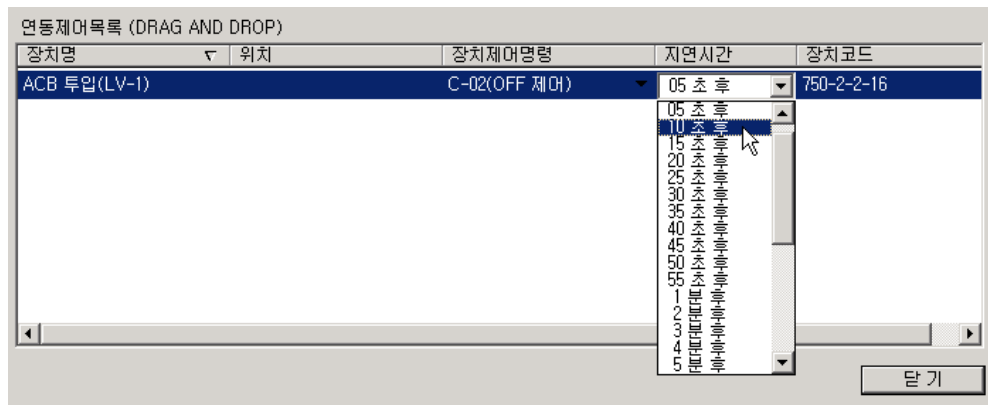 연동제어목록 (DRAG AND DROP)
장치명 위치 장치제어명령 지연시간 장치코드
ACB 투입(LV-1) C-02(OFF 제어) 05 초 후 750-2-2-16
05 초 후
10 초 후
15 초 후
20 초 후
25 초 후
30 초 후
35 초 후
40 초 후
45 초 후
50 초 후
55 초 후
1 분 후
2 분 후
3 분 후
4 분 후
5 분 후
닫 기